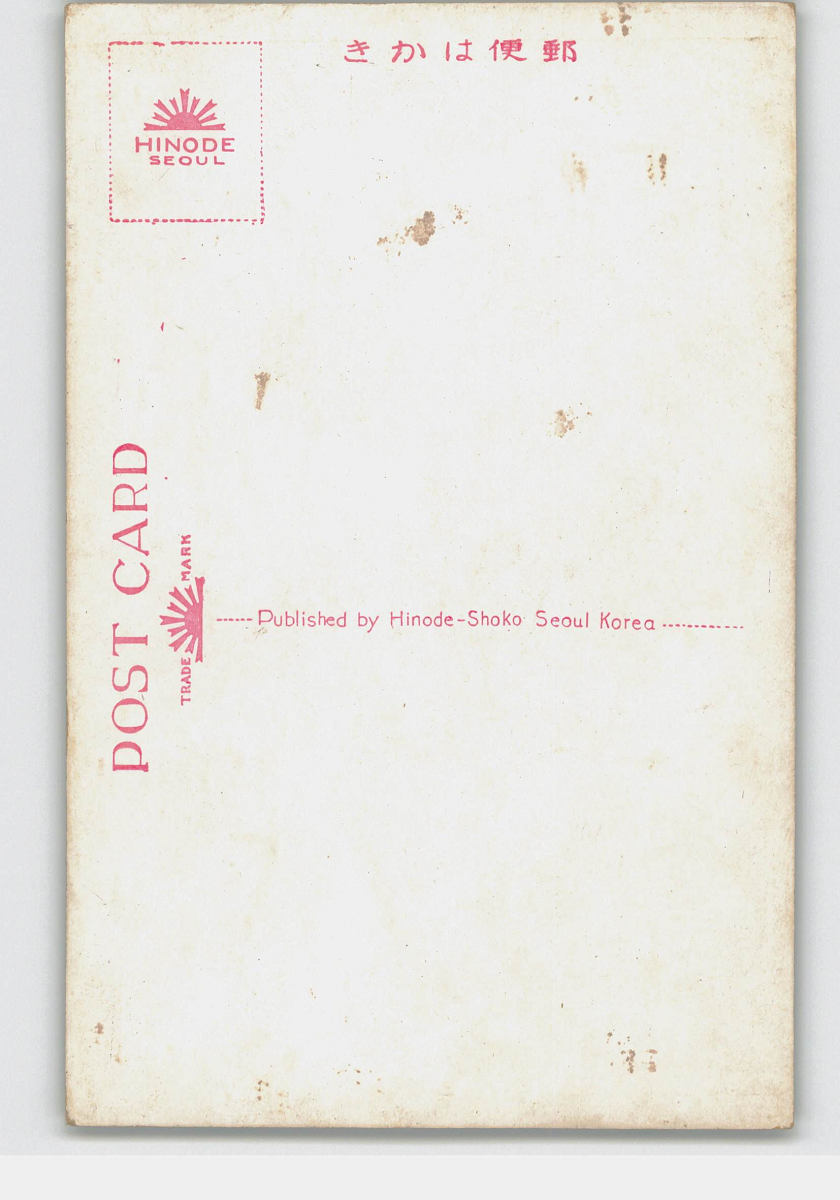 きかは便郵
HINODE
SEOUL
POST CARD
TRADE MARK
Published by Hinode-Shoko Seoul Korea